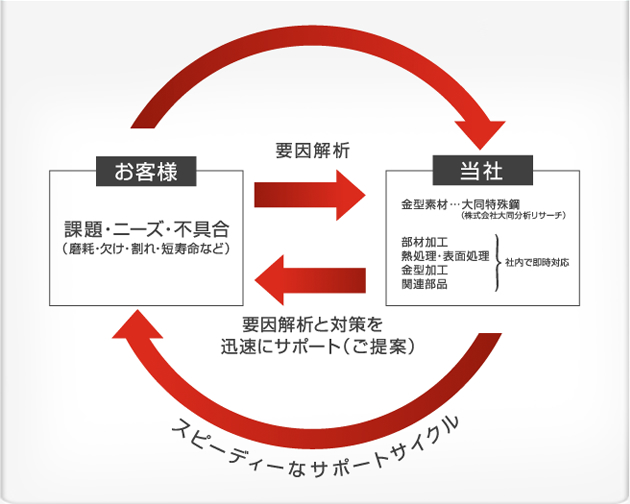 要因解析
お客様
課題・ニーズ・不具合
（磨耗・欠け・割れ・短寿命など）
当社
金型素材…大同特殊鋼
（株式会社大同分析リサーチ）
部材加工
熱処理・表面処理
金型加工
関連部品
社内で即時対応
要因解析と対策を
迅速にサポート（ご提案）
スピーディーなサポートサイクル